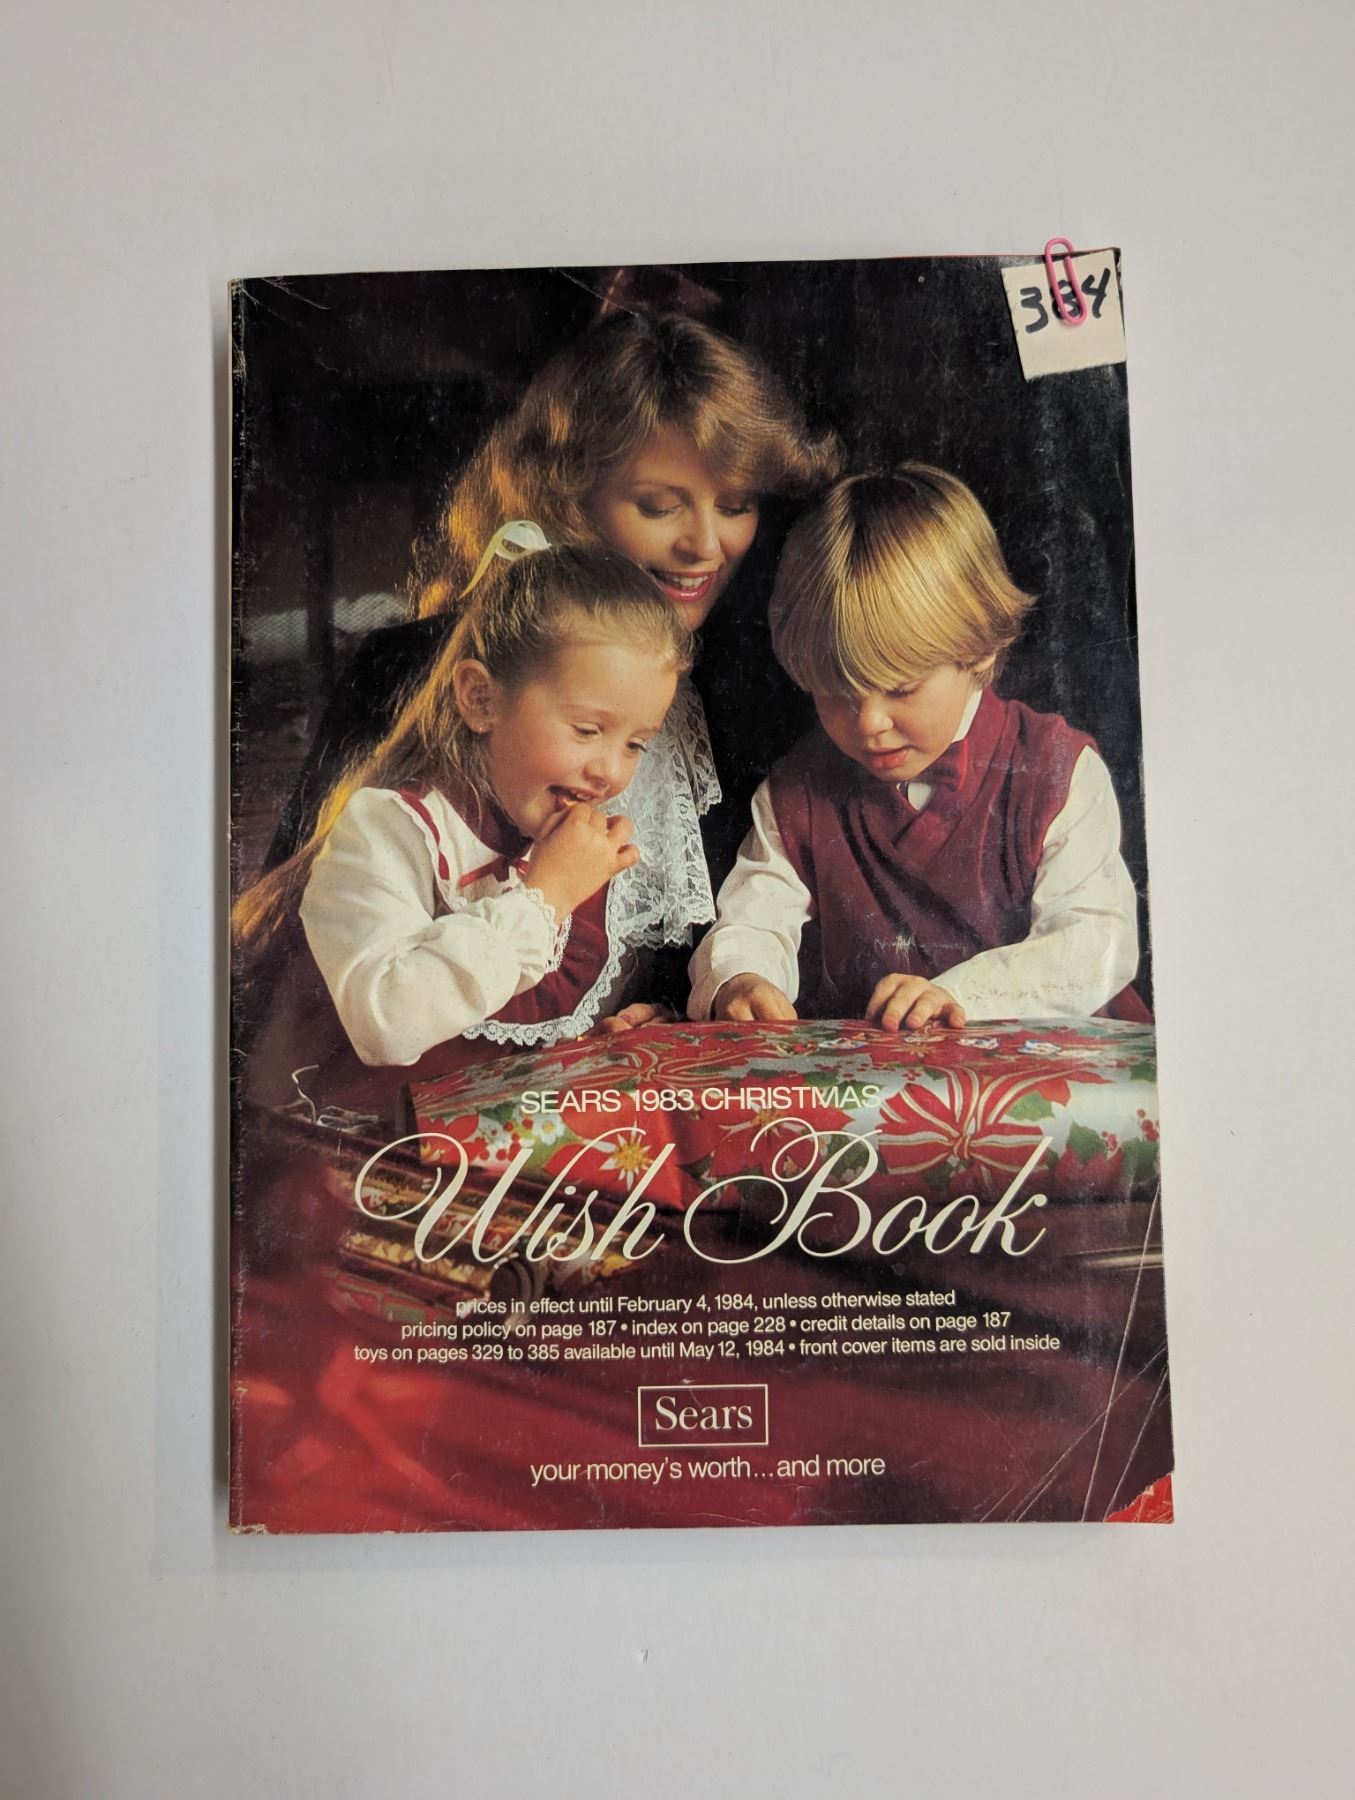 384
SEARS 1983 CHRISTMAS
Wish Book
prices in effect until February 4, 1984, unless otherwise stated
pricing policy on page 187 • index on page 228 • credit details on page 187
toys on pages 329 to 385 available until May 12, 1984 • front cover items are sold inside
Sears
your money's worth...and more